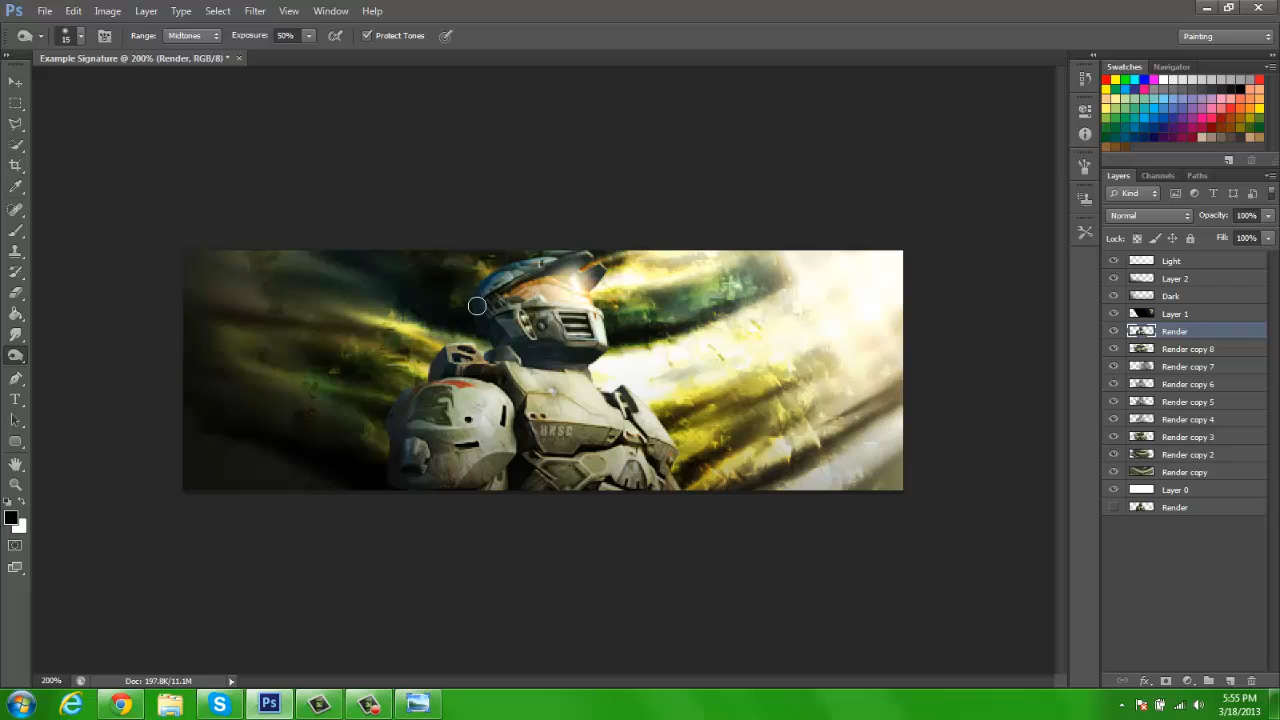 Ps File Edit Image Layer Type Select Filter View Window Help
15 Range: Midtones Exposure: 50% Protect Tones Painting
Example Signature @ 200% (Render, RGB/8) * ×
Swatches Navigator
Layers Channels Paths
Kind
Normal Opacity: 100%
Lock: Fill: 100%
Light
Layer 2
Dark
Layer 1
Render
Render copy 8
Render copy 7
Render copy 6
Render copy 5
Render copy 4
Render copy 3
Render copy 2
Render copy
Layer 0
Render
UNSC
200% Doc: 197.8K/11.1M
Ps
5:55 PM
3/18/2013